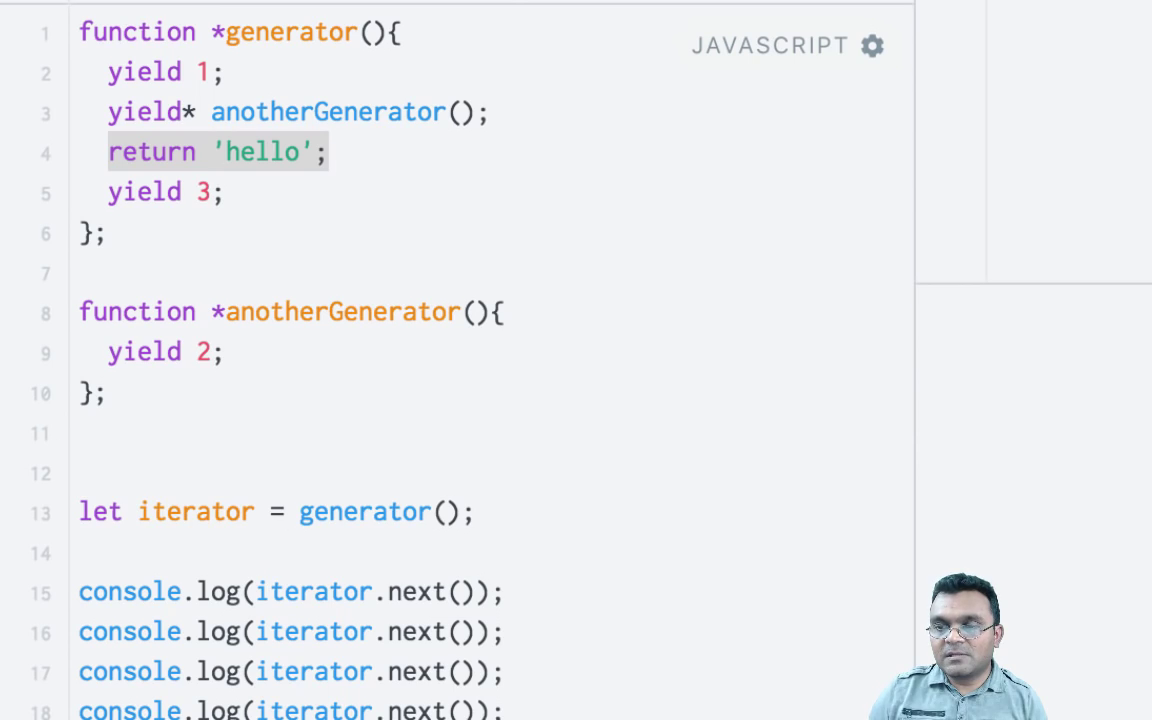 JAVASCRIPT
1 function *generator(){
2 yield 1;
3 yield* anotherGenerator();
4 return 'hello';
5 yield 3;
6 };
7
8 function *anotherGenerator(){
9 yield 2;
10 };
11
12
13 let iterator = generator();
14
15 console.log(iterator.next());
16 console.log(iterator.next());
17 console.log(iterator.next());
18 console.log(iterator.next());